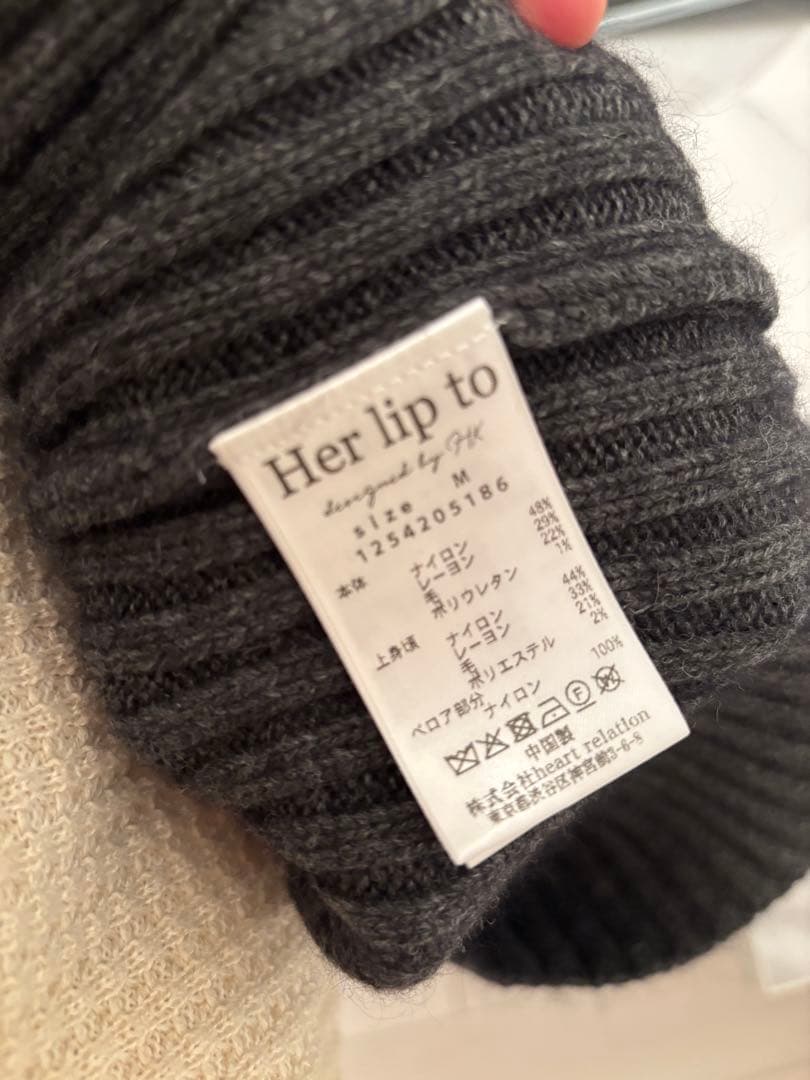 Her lip to
designed by HK
size M
1254205186
本体 ナイロン 48%
レーヨン 29%
毛 22%
ポリウレタン 1%
上身頃 ナイロン 44%
レーヨン 33%
毛 21%
ポリエステル 2%
ベロア部分 ナイロン 100%
F W
中国製
株式会社heart relation
東京都渋谷区神宮前3-6-8